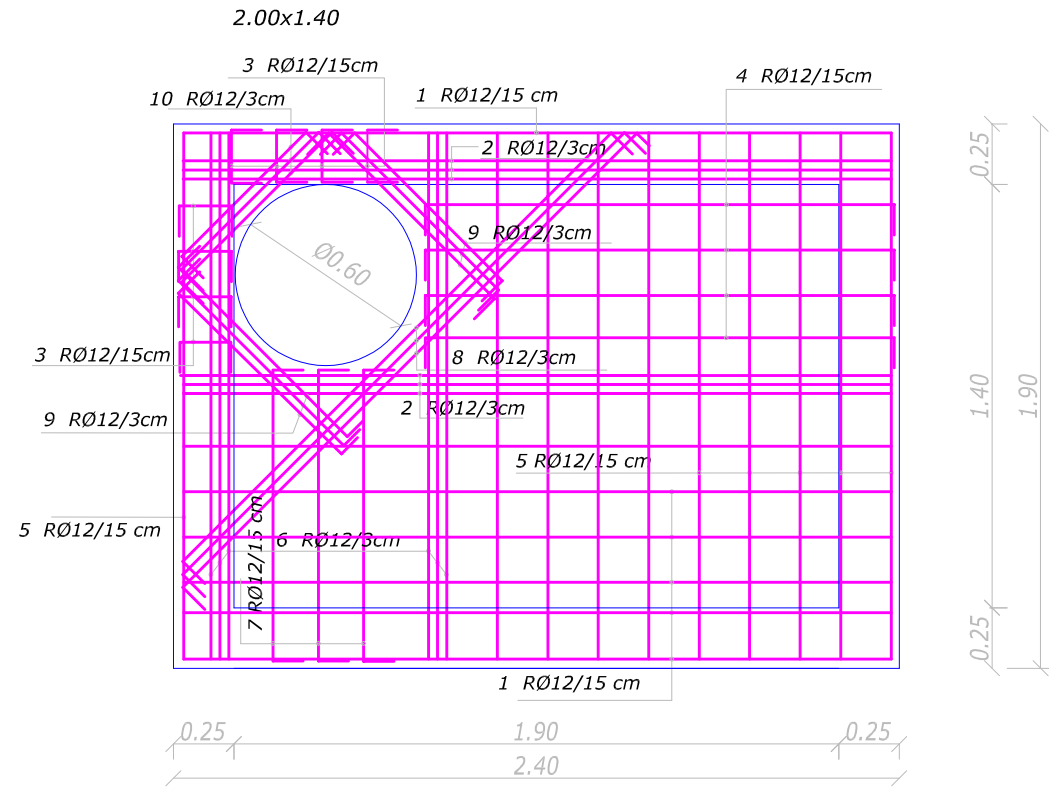 2.00x1.40
3 RØ12/15cm
4 RØ12/15cm
10 RØ12/3cm
1 RØ12/15 cm
2 RØ12/3cm
0.25
9 RØ12/3cm
Ø0.60
3 RØ12/15cm
8 RØ12/3cm
1.40
1.90
2 RØ12/3cm
9 RØ12/3cm
5 RØ12/15 cm
5 RØ12/15 cm
6 RØ12/3cm
7 RØ12/15 cm
0.25
1 RØ12/15 cm
0.25
1.90
0.25
2.40